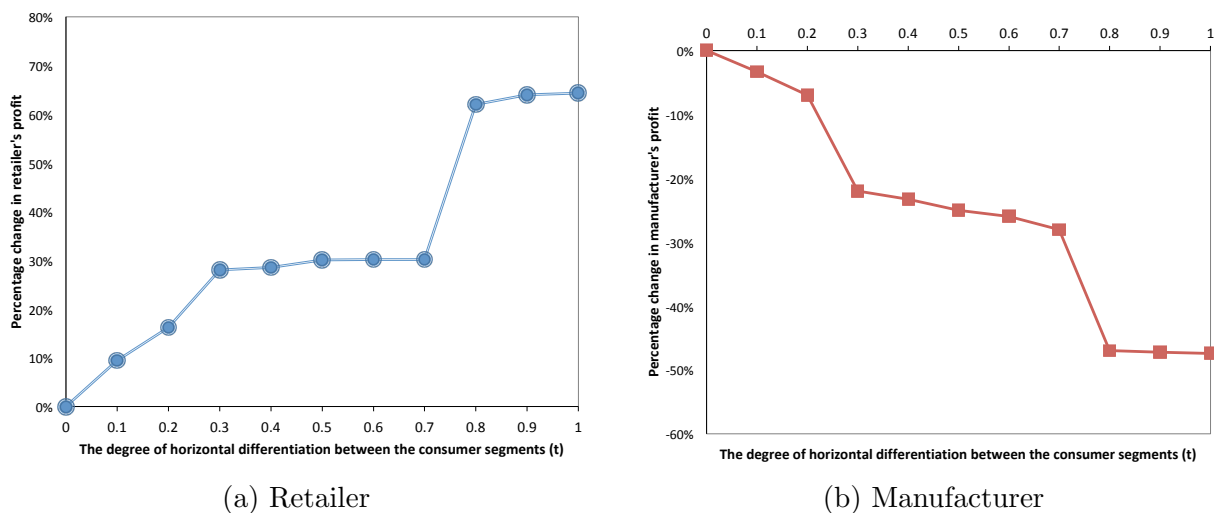 80%
70%
60%
50%
40%
30%
20%
10%
0%
0 0.1 0.2 0.3 0.4 0.5 0.6 0.7 0.8 0.9 1
Percentage change in retailer's profit
The degree of horizontal differentiation between the consumer segments (t)
(a) Retailer
0 0.1 0.2 0.3 0.4 0.5 0.6 0.7 0.8 0.9 1
0%
-10%
-20%
-30%
-40%
-50%
-60%
Percentage change in manufacturer's profit
The degree of horizontal differentiation between the consumer segments (t)
(b) Manufacturer